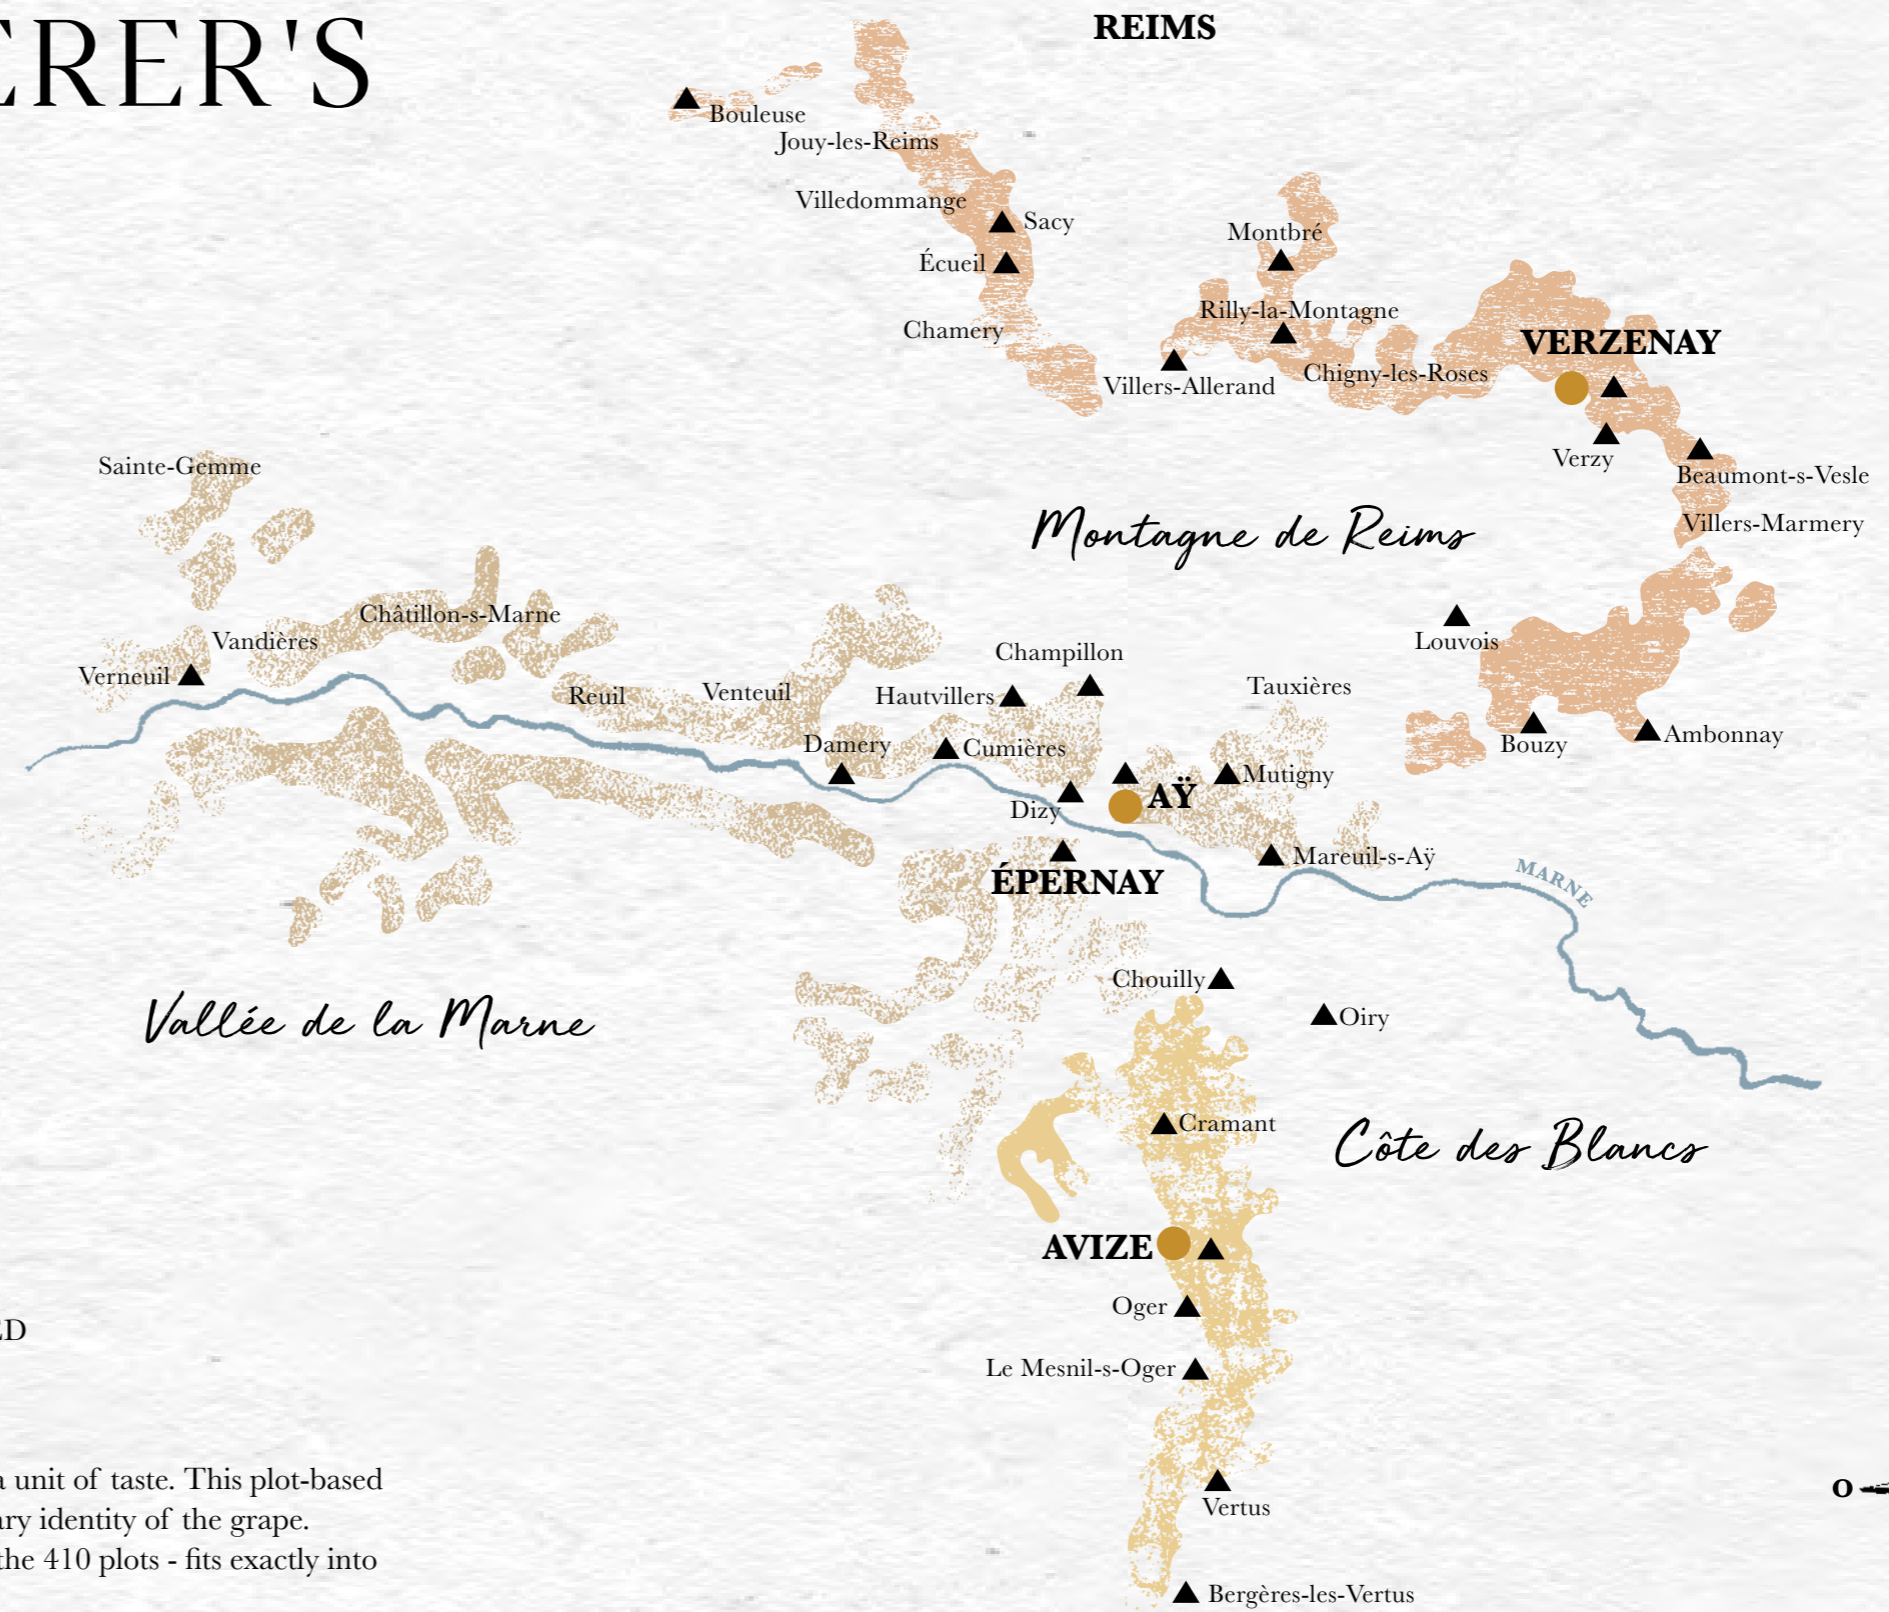 ERER'S
REIMS
Bouleuse
Jouy-les-Reims
Villedommange
Sacy
Montbré
Écueil
Rilly-la-Montagne
Chamery
VERZENAY
Villers-Allerand
Chigny-les-Roses
Verzy
Sainte-Gemme
Beaumont-s-Vesle
Montagne de Reims
Villers-Marmery
Châtillon-s-Marne
Vandières
Louvois
Champillon
Verneuil
Reuil
Venteuil
Hautvillers
Tauxières
Damery
Cumières
Bouzy
Ambonnay
Mutigny
AŸ
Dizy
Mareuil-s-Aÿ
ÉPERNAY
MARNE
Chouilly
Oiry
Vallée de la Marne
Cramant
Côte des Blancs
AVIZE
Oger
ED
Le Mesnil-s-Oger
a unit of taste. This plot-based
Vertus
O
ary identity of the grape.
the 410 plots - fits exactly into
Bergères-les-Vertus